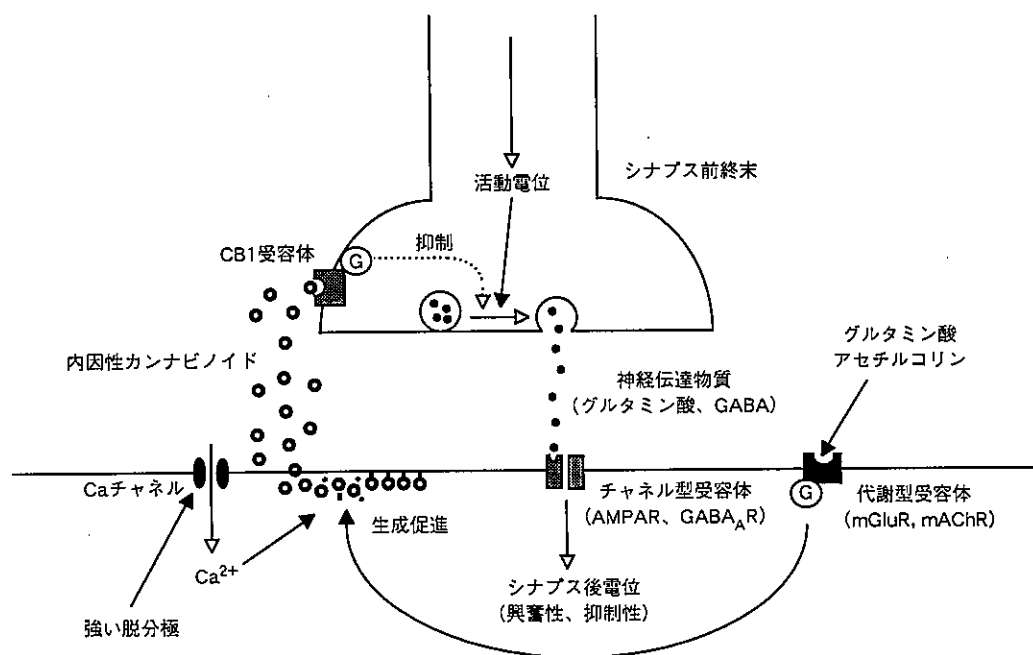 シナプス前終末
活動電位
CB1受容体
G
抑制
内因性カンナビノイド
グルタミン酸
アセチルコリン
神経伝達物質
(グルタミン酸、GABA)
Caチャネル
生成促進
チャネル型受容体
(AMPAR、GABAAR)
G
代謝型受容体
(mGluR, mAChR)
Ca2+
シナプス後電位
(興奮性、抑制性)
強い脱分極